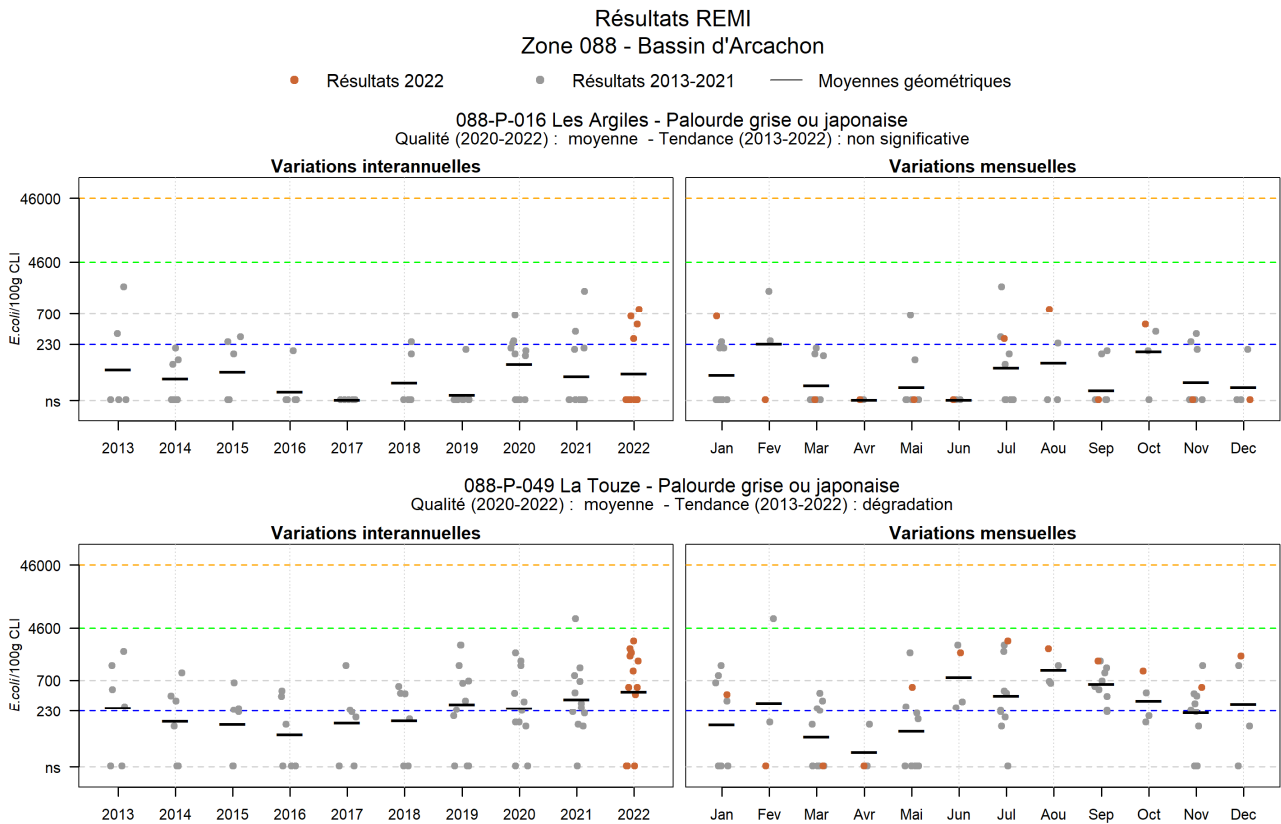 Résultats REMI
Zone 088 - Bassin d'Arcachon
Résultats 2022 Résultats 2013-2021 Moyennes géométriques
088-P-016 Les Argiles - Palourde grise ou japonaise
Qualité (2020-2022) : moyenne - Tendance (2013-2022) : non significative
Variations interannuelles
E.coli/100g CLI
46000
4600
700
230
ns
2013 2014 2015 2016 2017 2018 2019 2020 2021 2022
Variations mensuelles
Jan Fev Mar Avr Mai Jun Jul Aou Sep Oct Nov Dec
088-P-049 La Touze - Palourde grise ou japonaise
Qualité (2020-2022) : moyenne - Tendance (2013-2022) : dégradation
Variations interannuelles
E.coli/100g CLI
46000
4600
700
230
ns
2013 2014 2015 2016 2017 2018 2019 2020 2021 2022
Variations mensuelles
Jan Fev Mar Avr Mai Jun Jul Aou Sep Oct Nov Dec